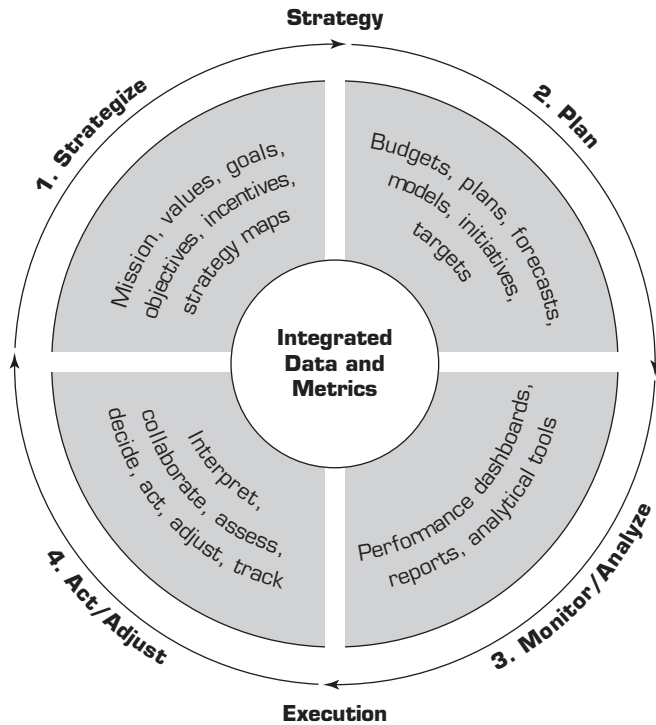 Strategy
1. Strategize
2. Plan
Mission, values, goals,
objectives, incentives,
strategy maps
Budgets, plans, forecasts,
models, initiatives,
targets
Integrated
Data and
Metrics
Interpret,
collaborate, assess,
decide, act, adjust, track
Performance dashboards,
reports, analytical tools
4. Act/Adjust
3. Monitor/Analyze
Execution